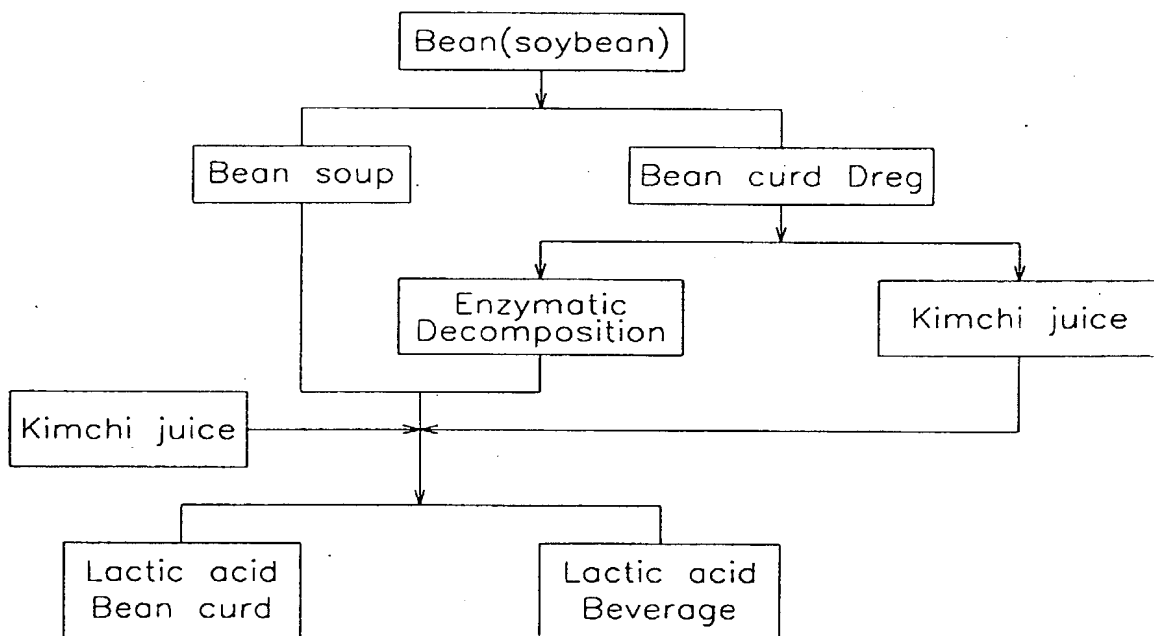 Bean(soybean)
Bean soup
Bean curd Dreg
Enzymatic
Decomposition
Kimchi juice
Kimchi juice
Lactic acid
Bean curd
Lactic acid
Beverage